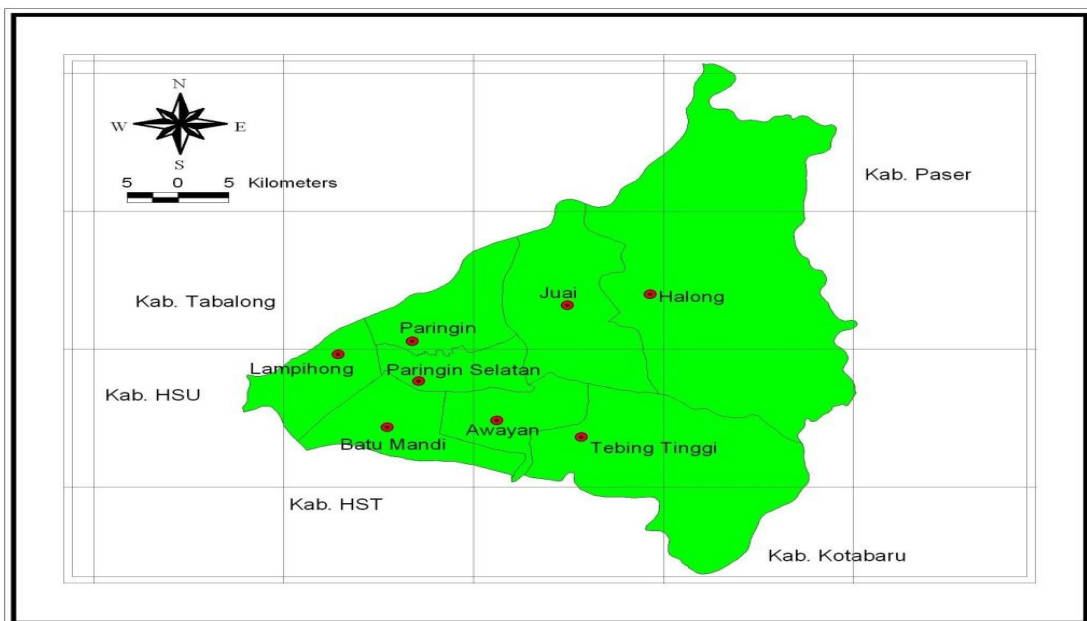 N
W E
S
5 0 5 Kilometers
Kab. Paser
Kab. Tabalong
Juai
Halong
Paringin
Lampihong
Paringin Selatan
Kab. HSU
Awayan
Batu Mandi
Tebing Tinggi
Kab. HST
Kab. Kotabaru